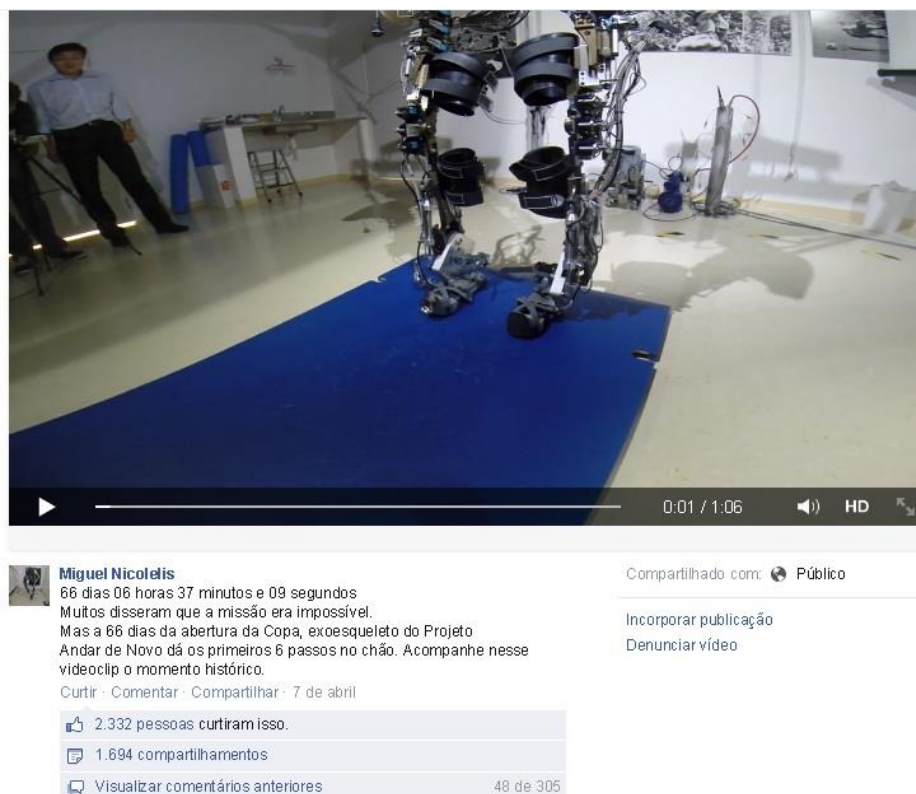 0:01 / 1:06
HD
Miguel Nicolelis
66 dias 06 horas 37 minutos e 09 segundos
Muitos disseram que a missão era impossível.
Mas a 66 dias da abertura da Copa, exoesqueleto do Projeto
Andar de Novo dá os primeiros 6 passos no chão. Acompanhe nesse
videoclip o momento histórico.
Curtir · Comentar · Compartilhar · 7 de abril
2.332 pessoas curtiram isso.
1.694 compartilhamentos
Visualizar comentários anteriores 48 de 305
Compartilhado com: Público
Incorporar publicação
Denunciar vídeo